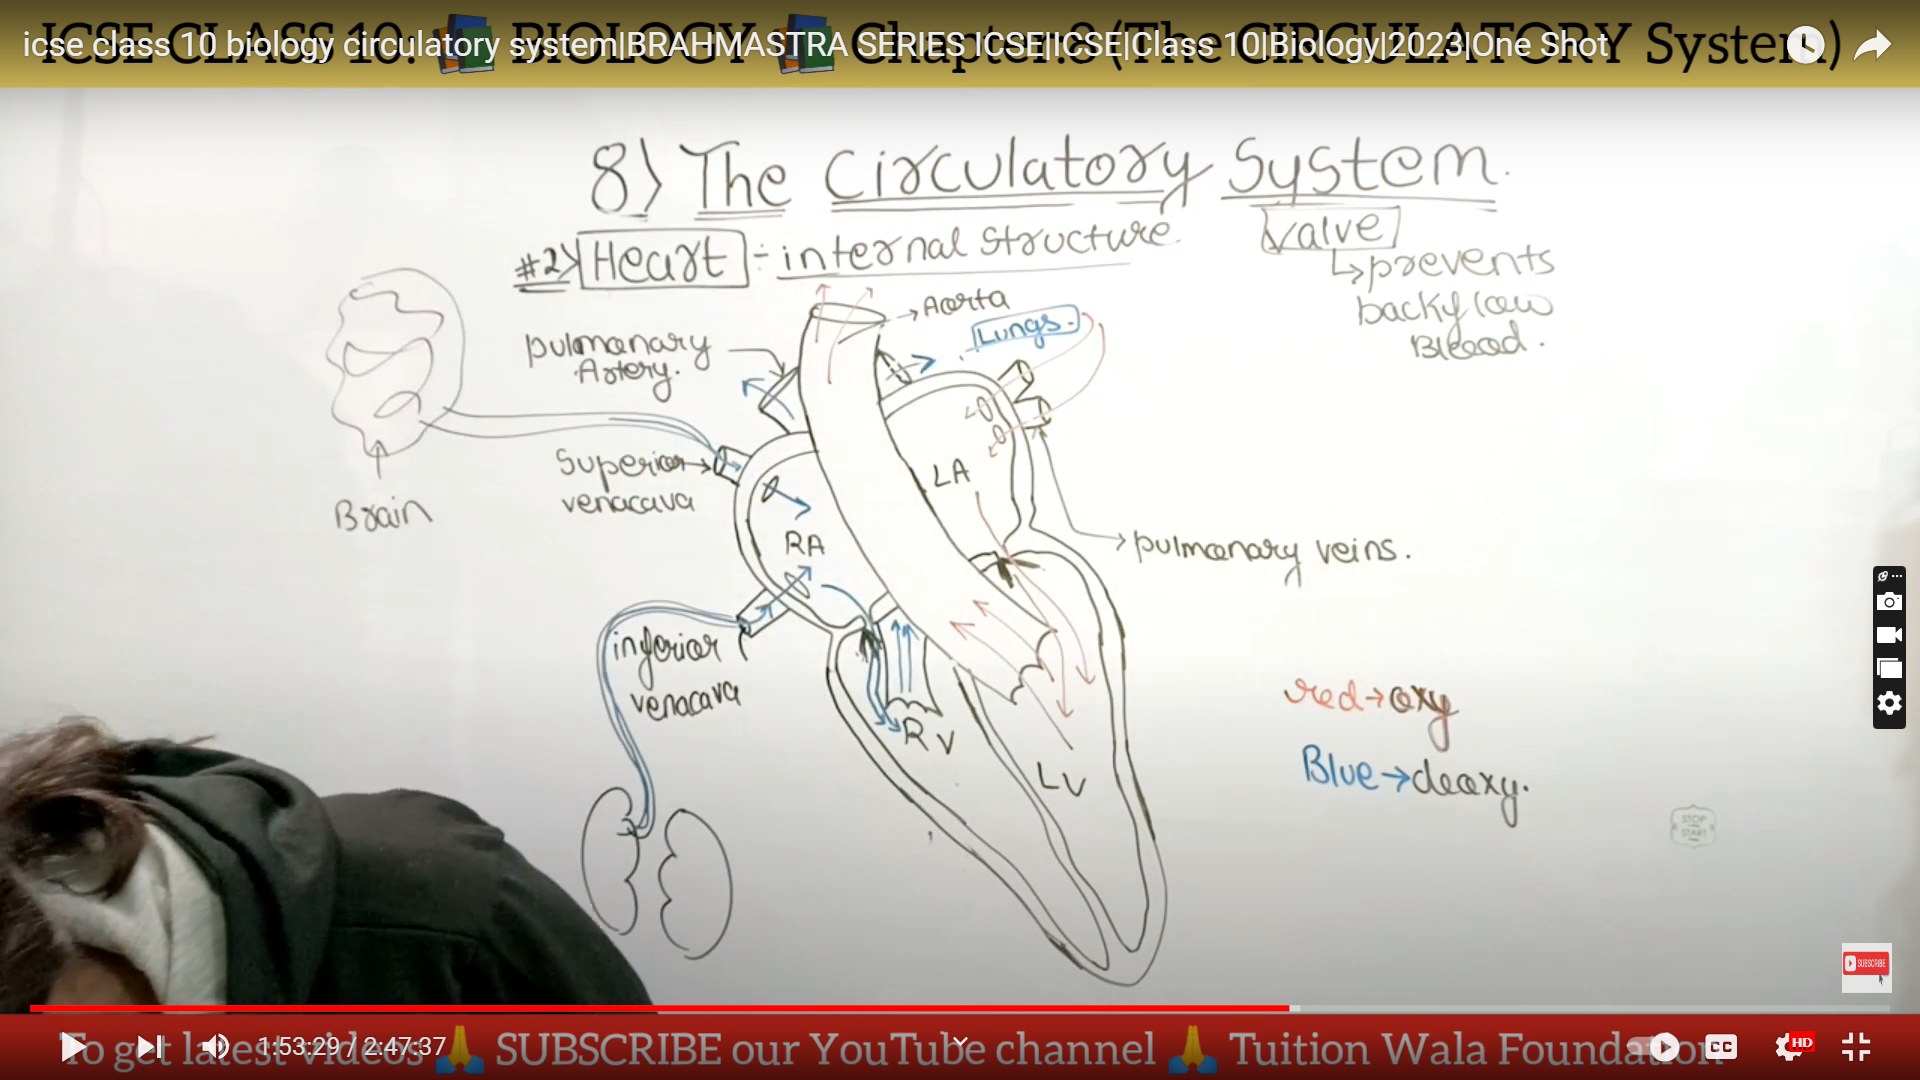 ICSE CLASS 10: BIOLOGY Chapter:8 (The CIRCULATORY System)
icse class 10 biology circulatory system|BRAHMASTRA SERIES ICSE|ICSE|Class 10|Biology|2023|One Shot
8) The Circulatory System.
#2) Heart :- internal structure
valve
↳ prevents
backflow
Blood.
→ Aorta
Lungs.
pulmonary
Artery.
Superior
venacava
Brain
LA
RA
→ pulmonary veins.
inferior
venacava
RV
LV
red → oxy
Blue → deoxy.
STOP
START
SUBSCRIBE
To get latest videos 🙏 SUBSCRIBE our YouTube channel 🙏 Tuition Wala Foundation
1:53:29 / 2:47:37
CC
HD